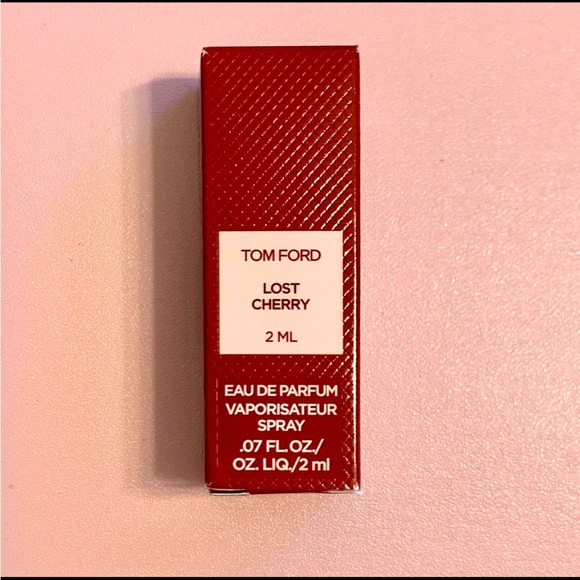 TOM FORD
LOST
CHERRY
2 ML
EAU DE PARFUM
VAPORISATEUR
SPRAY
.07 FL.OZ./
OZ. LIQ./2 ml